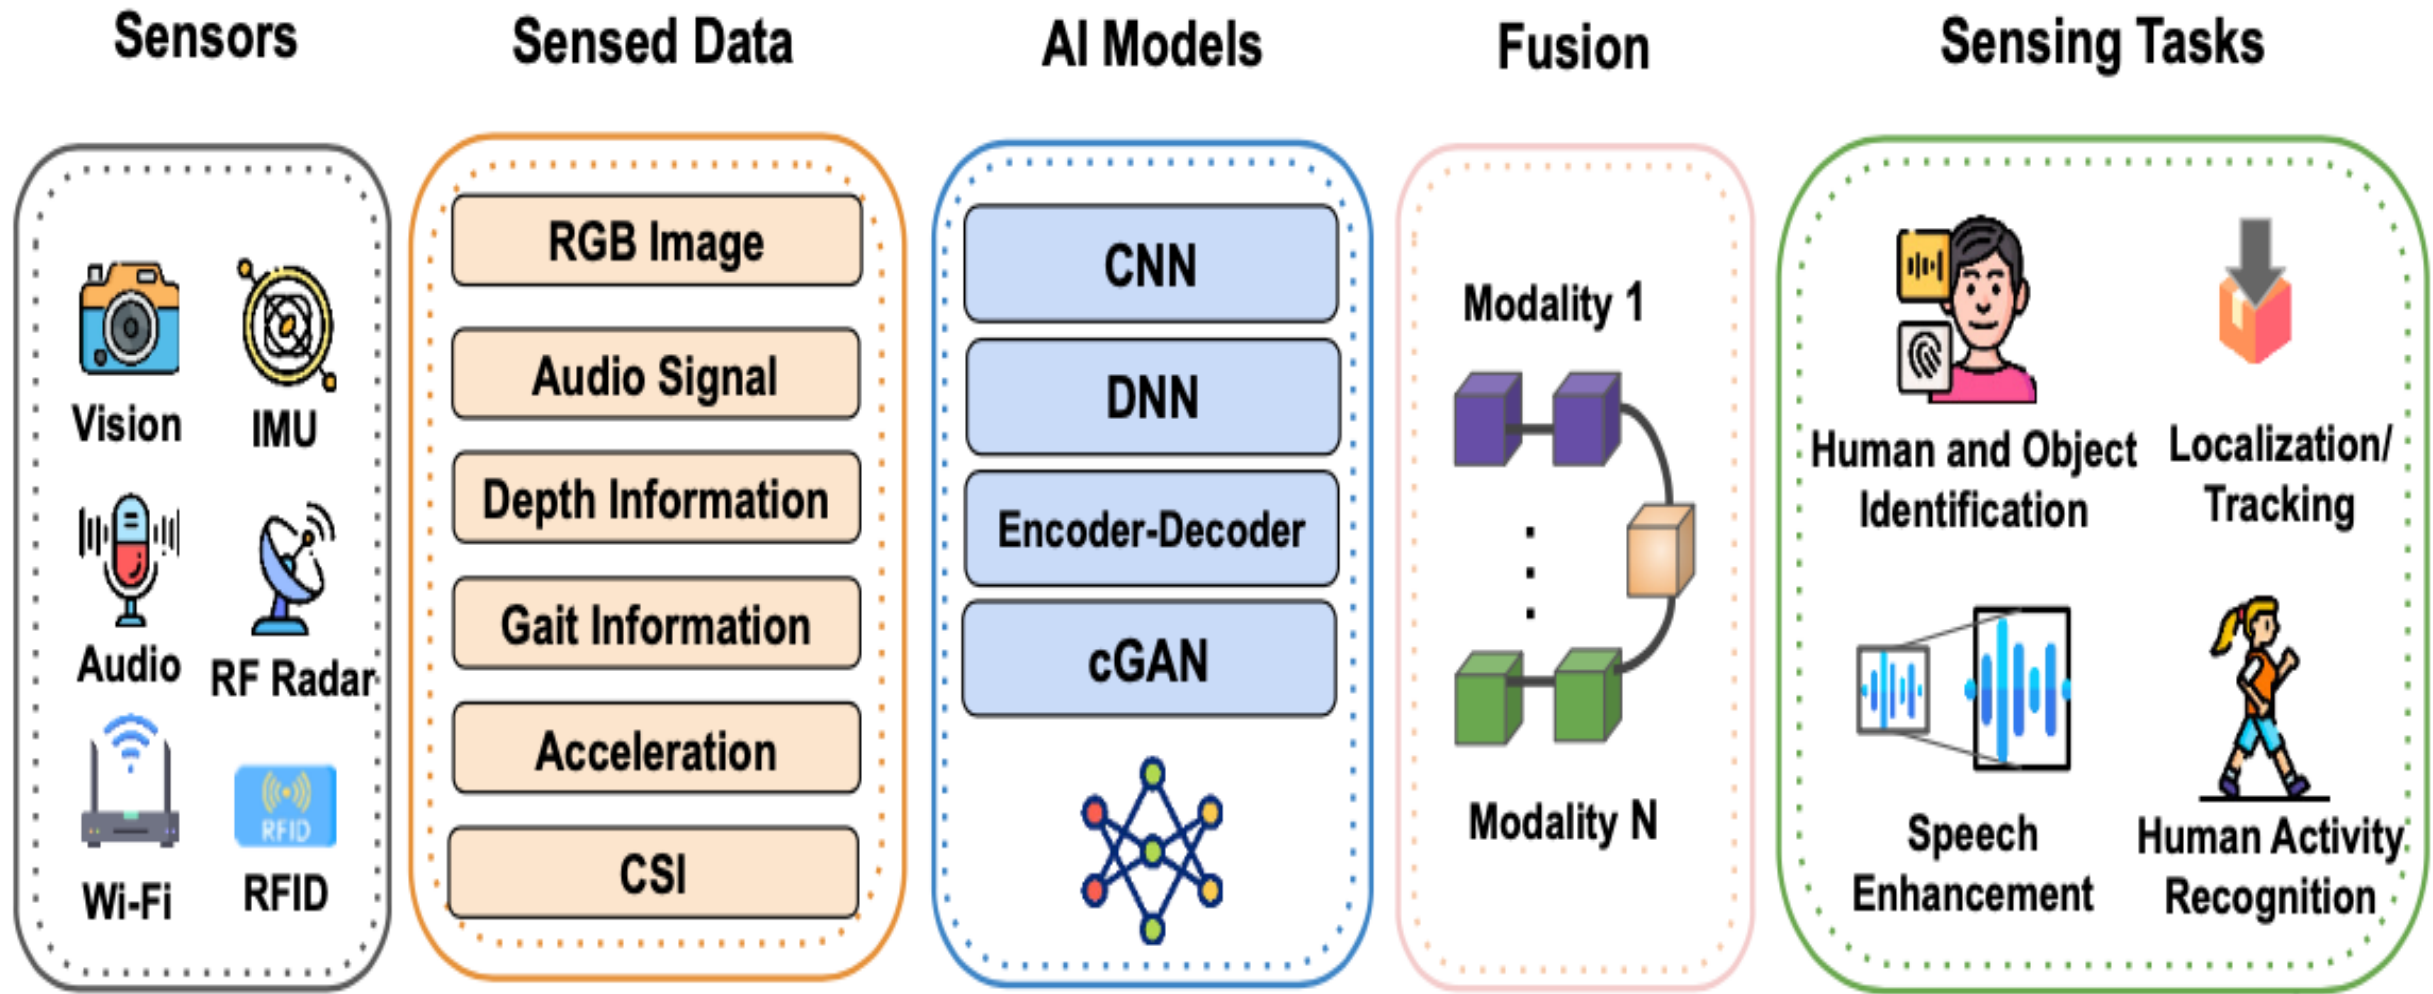 Sensors
Sensed Data
AI Models
Fusion
Sensing Tasks
Vision
IMU
Audio
RF Radar
Wi-Fi
RFID
RFID
RGB Image
Audio Signal
Depth Information
Gait Information
Acceleration
CSI
CNN
DNN
Encoder-Decoder
cGAN
Modality 1
Modality N
Human and Object
Identification
Localization/
Tracking
Speech
Enhancement
Human Activity
Recognition